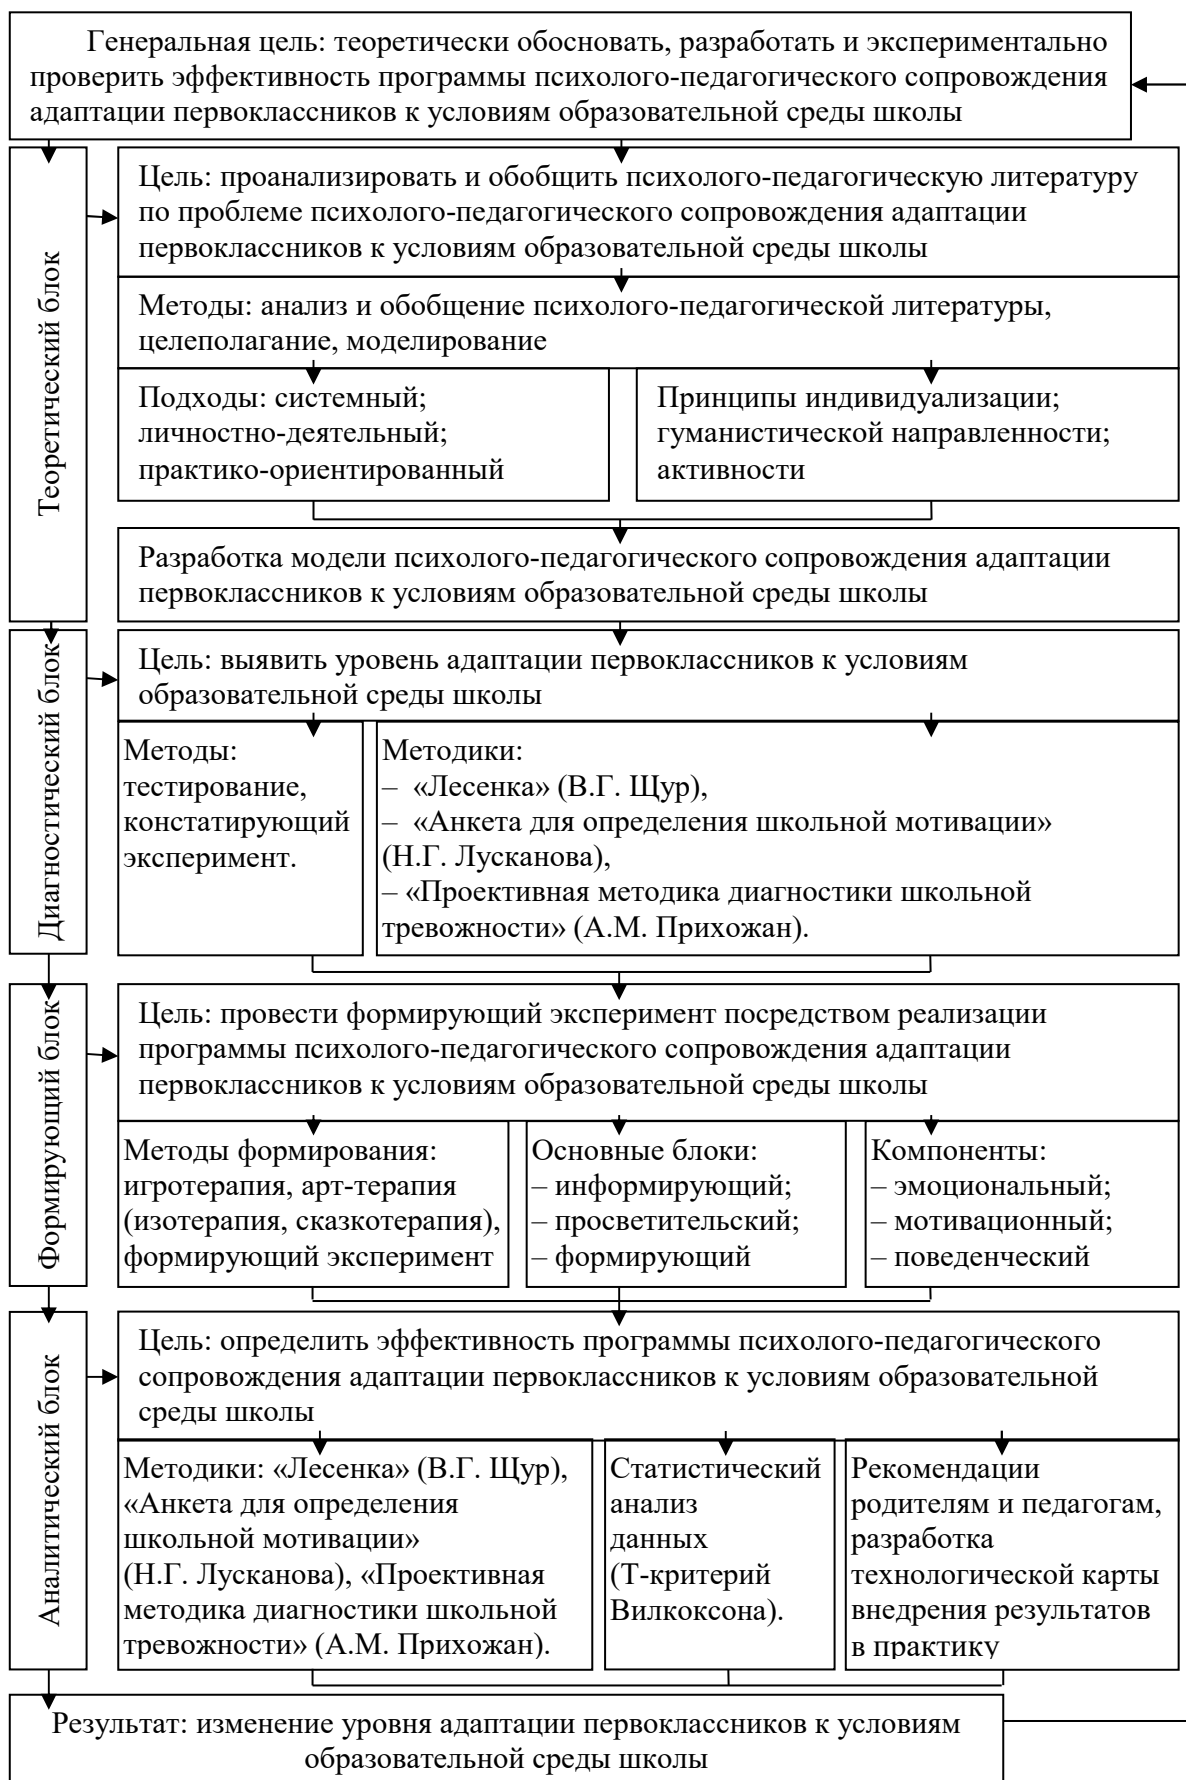 Генеральная цель: теоретически обосновать, разработать и экспериментально
проверить эффективность программы психолого-педагогического сопровождения
адаптации первоклассников к условиям образовательной среды школы
Теоретический блок
Цель: проанализировать и обобщить психолого-педагогическую литературу
по проблеме психолого-педагогического сопровождения адаптации
первоклассников к условиям образовательной среды школы
Методы: анализ и обобщение психолого-педагогической литературы,
целеполагание, моделирование
Подходы: системный;
личностно-деятельный;
практико-ориентированный
Принципы индивидуализации;
гуманистической направленности;
активности
Разработка модели психолого-педагогического сопровождения адаптации
первоклассников к условиям образовательной среды школы
Диагностический блок
Цель: выявить уровень адаптации первоклассников к условиям
образовательной среды школы
Методы:
тестирование,
констатирующий
эксперимент.
Методики:
– «Лесенка» (В.Г. Щур),
– «Анкета для определения школьной мотивации»
(Н.Г. Лусканова),
– «Проективная методика диагностики школьной
тревожности» (А.М. Прихожан).
Формирующий блок
Цель: провести формирующий эксперимент посредством реализации
программы психолого-педагогического сопровождения адаптации
первоклассников к условиям образовательной среды школы
Методы формирования:
игротерапия, арт-терапия
(изотерапия, сказкотерапия),
формирующий эксперимент
Основные блоки:
– информирующий;
– просветительский;
– формирующий
Компоненты:
– эмоциональный;
– мотивационный;
– поведенческий
Аналитический блок
Цель: определить эффективность программы психолого-педагогического
сопровождения адаптации первоклассников к условиям образовательной
среды школы
Методики: «Лесенка» (В.Г. Щур),
«Анкета для определения
школьной мотивации»
(Н.Г. Лусканова), «Проективная
методика диагностики школьной
тревожности» (А.М. Прихожан).
Статистический
анализ
данных
(Т-критерий
Вилкоксона).
Рекомендации
родителям и педагогам,
разработка
технологической карты
внедрения результатов
в практику
Результат: изменение уровня адаптации первоклассников к условиям
образовательной среды школы